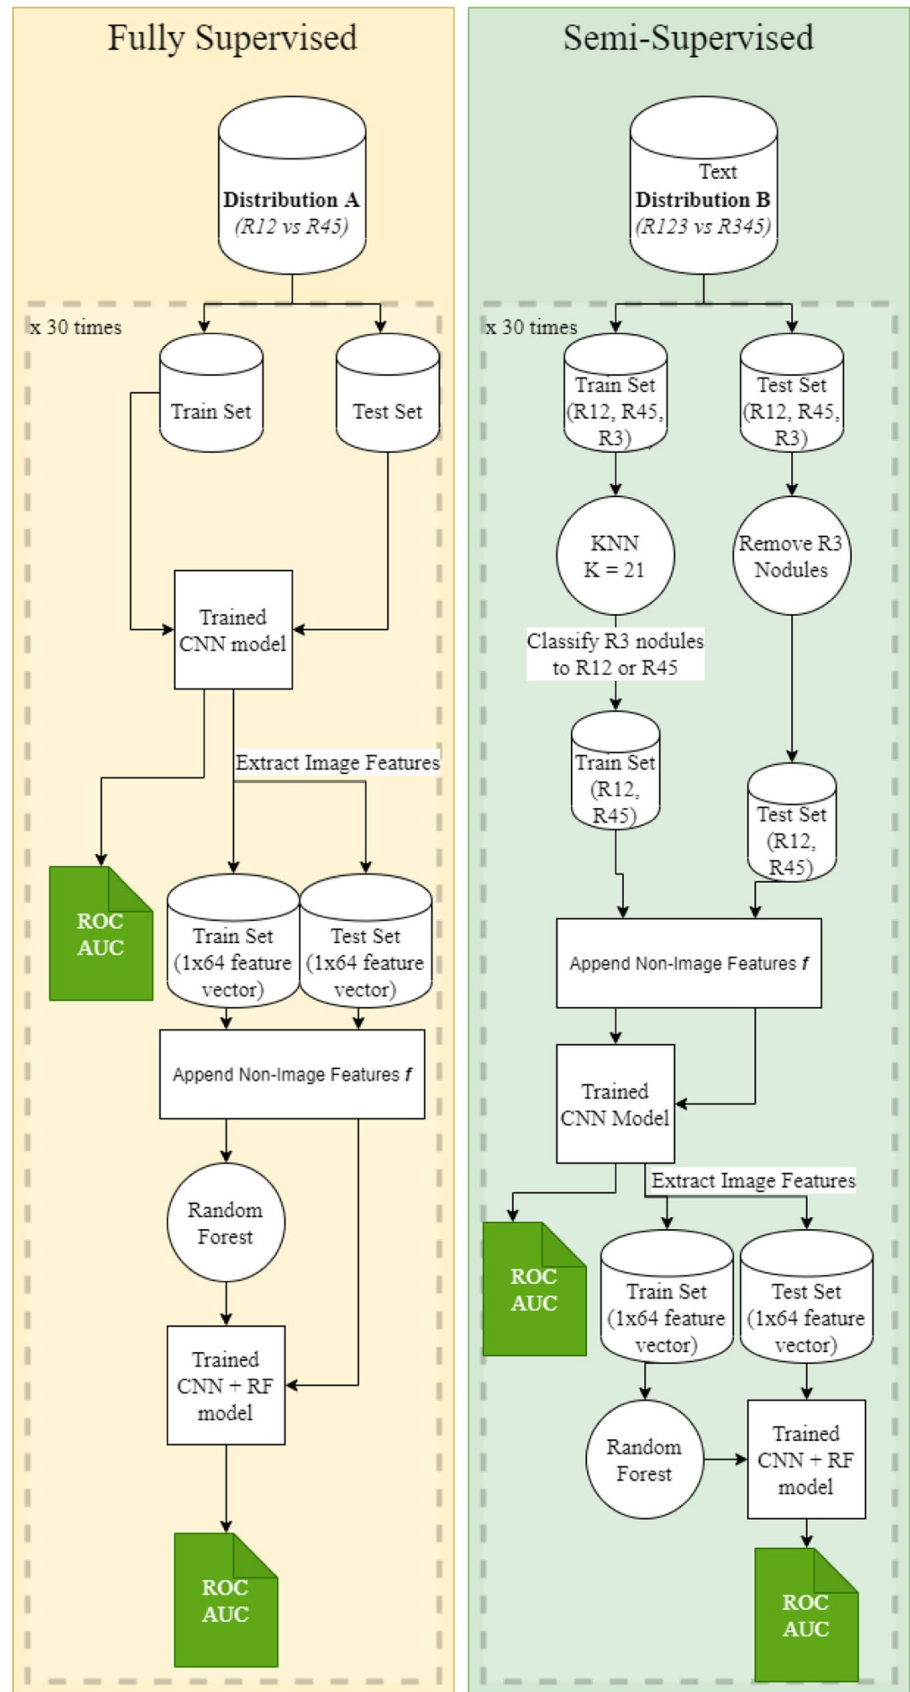 Fully Supervised
Distribution A
(R12 vs R45)
x 30 times
Train Set
Test Set
Trained
CNN model
Extract Image Features
ROC
AUC
Train Set
(1x64 feature
vector)
Test Set
(1x64 feature
vector)
Append Non-Image Features f
Random
Forest
Trained
CNN + RF
model
ROC
AUC
Semi-Supervised
Text
Distribution B
(R123 vs R345)
x 30 times
Train Set
(R12, R45,
R3)
Test Set
(R12, R45,
R3)
KNN
K = 21
Remove R3
Nodules
Classify R3 nodules
to R12 or R45
Train Set
(R12,
R45)
Test Set
(R12,
R45)
Append Non-Image Features f
Trained
CNN Model
Extract Image Features
ROC
AUC
Train Set
(1x64 feature
vector)
Test Set
(1x64 feature
vector)
Random
Forest
Trained
CNN + RF
model
ROC
AUC